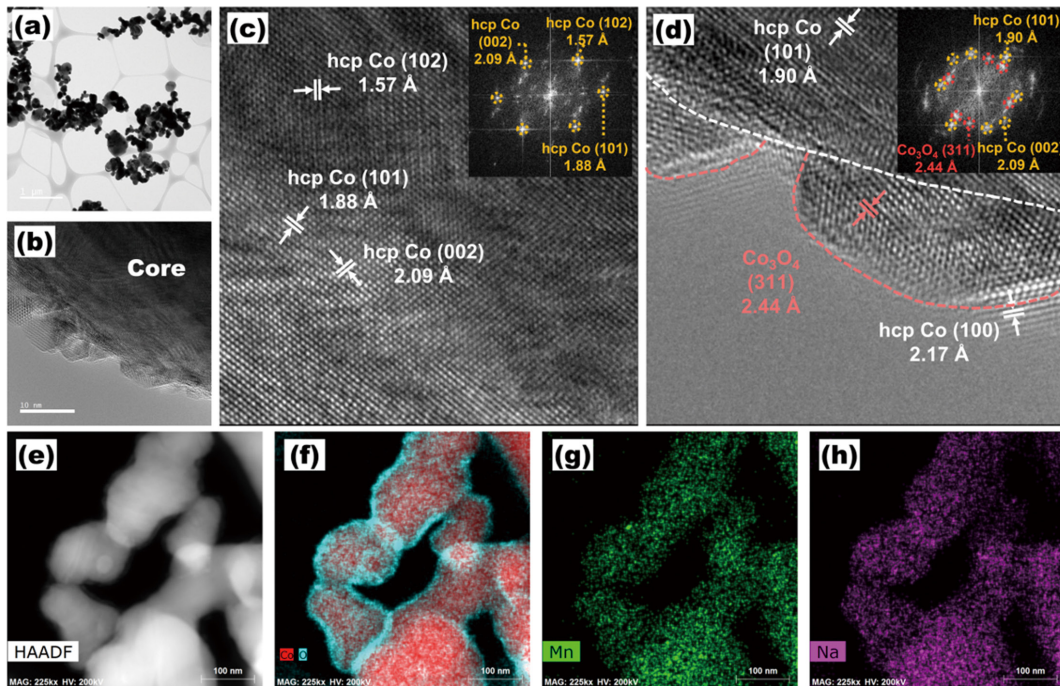 (a)
1 µm
(b)
Core
10 nm
(c)
hcp Co (102)
1.57 Å
hcp Co (101)
1.88 Å
hcp Co (002)
2.09 Å
hcp Co
(002)
2.09 Å
hcp Co (102)
1.57 Å
hcp Co (101)
1.88 Å
(d)
hcp Co
(101)
1.90 Å
hcp Co (101)
1.90 Å
Co₃O₄ (311)
2.44 Å
hcp Co (002)
2.09 Å
Co₃O₄
(311)
2.44 Å
hcp Co (100)
2.17 Å
(e)
HAADF
100 nm
MAG: 225kx HV: 200kV
(f)
Co O
100 nm
MAG: 225kx HV: 200kV
(g)
Mn
100 nm
MAG: 225kx HV: 200kV
(h)
Na
100 nm
MAG: 225kx HV: 200kV